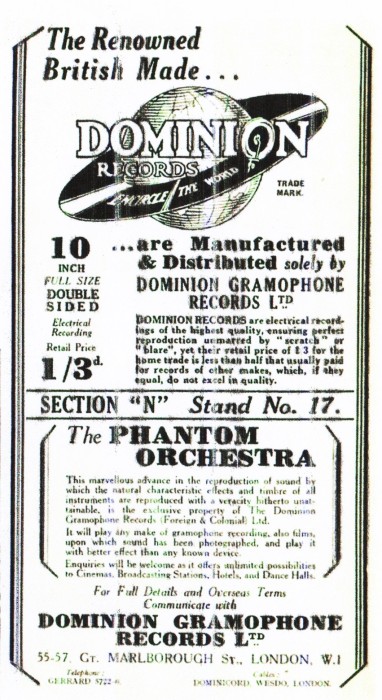 The Renowned
British Made...
DOMINION
RECORDS
ENCIRCLE THE WORLD
TRADE
MARK.
10
INCH
FULL SIZE
DOUBLE
SIDED
Electrical
Recording
Retail Price
1/3d.
...are Manufactured
& Distributed solely by
DOMINION GRAMOPHONE
RECORDS LTD
DOMINION RECORDS are electrical record-
ings of the highest quality, ensuring perfect
reproduction unmarred by "scratch" or
"blare", yet their retail price of 1 3 for the
home trade is less than half that usually paid
for records of other makes, which, if they
equal, do not excel in quality.
SECTION "N" Stand No. 17.
The PHANTOM
ORCHESTRA
This marvellous advance in the reproduction of sound by
which the natural characteristic effects and timbre of all
instruments are reproduced with a veracity hitherto unat-
tainable, is the exclusive property of The Dominion
Gramophone Records (Foreign & Colonial) Ltd.
It will play any make of gramophone recording, also films,
upon which sound has been photographed, and play it
with better effect than any known device.
Enquiries will be welcome as it offers unlimited possibilities
to Cinemas, Broadcasting Stations, Hotels, and Dance Halls.
For Full Details and Overseas Terms
Communicate with
DOMINION GRAMOPHONE
RECORDS LTD
55-57, GT. MARLBOROUGH ST., LONDON, W.1
Telephone:
GERRARD 5722-6.
Cables:
DOMINCORD, WESDO, LONDON.